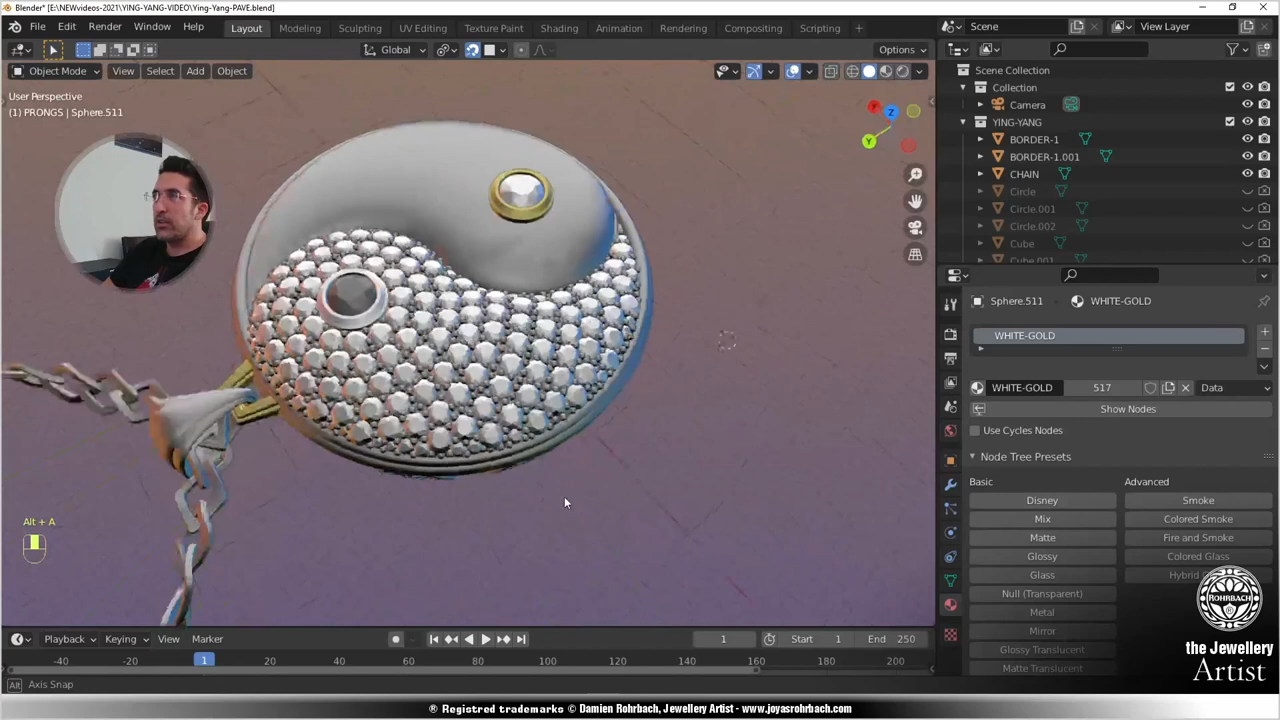 Blender* [E:\NEWvideos-2021\YING-YANG-VIDEO\Ying-Yang-PAVE.blend]
File Edit Render Window Help Layout Modeling Sculpting UV Editing Texture Paint Shading Animation Rendering Compositing Scripting + Scene View Layer
Global Options
Object Mode View Select Add Object
User Perspective
(1) PRONGS | Sphere.511
X Z Y
Scene Collection
Collection
Camera
YING-YANG
BORDER-1
BORDER-1.001
CHAIN
Circle
Circle.001
Circle.002
Cube
Cube.001
Sphere.511 WHITE-GOLD
WHITE-GOLD
WHITE-GOLD 517 Data
Show Nodes
Use Cycles Nodes
Node Tree Presets
Basic Advanced
Disney Smoke
Mix Colored Smoke
Matte Fire and Smoke
Glossy Colored Glass
Glass Hybrid
Null (Transparent)
Metal
Mirror
Glossy Translucent
Matte Translucent
Alt + A
ROHRBACH
the Jewellery
Artist
Playback Keying View Marker 1 Start 1 End 250
-40 -20 1 20 40 60 80 100 120 140 160 180 200
Alt Axis Snap
® Registered trademarks © Damien Rohrbach, Jewellery Artist - www.joyasrohrbach.com